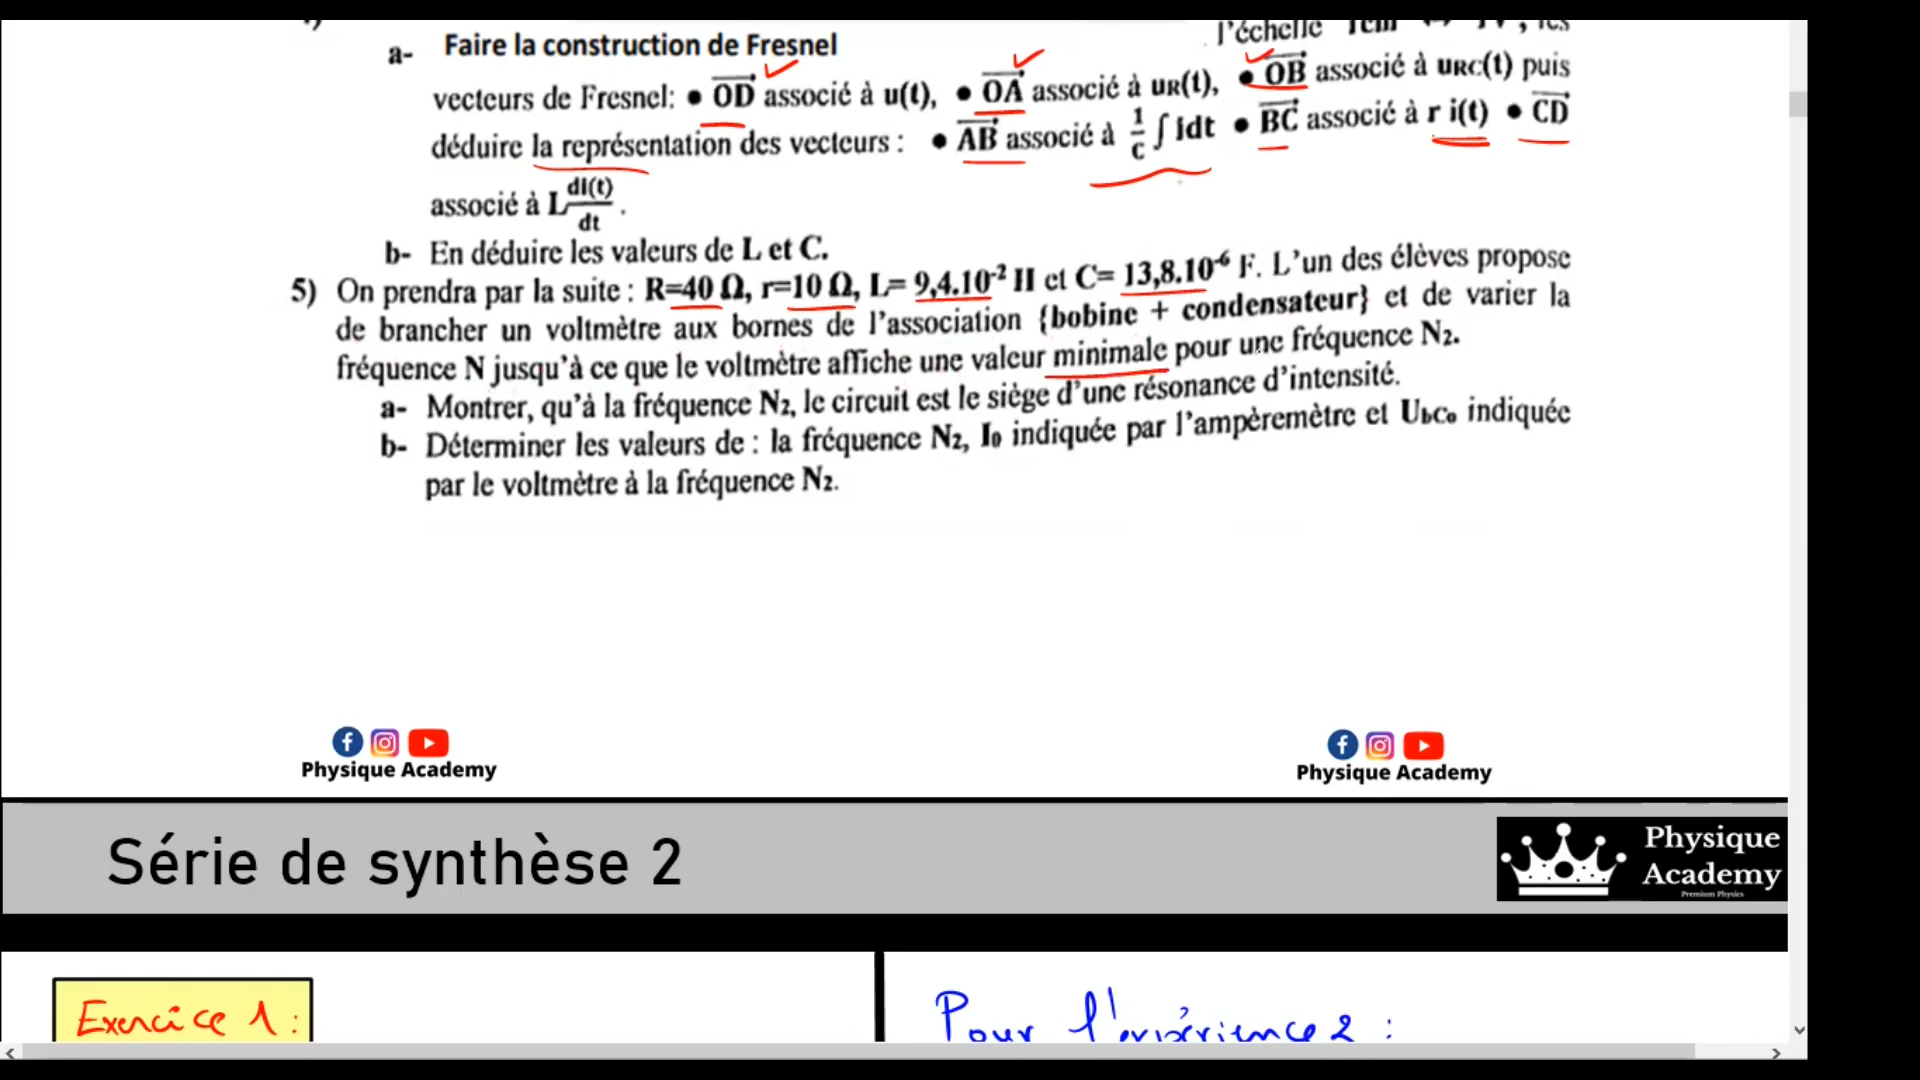 l'échelle 1cm ↔ 1V, les
a- Faire la construction de Fresnel
vecteurs de Fresnel: ● OD associé à u(t), ● OA associé à uR(t), ● OB associé à uRC(t) puis
déduire la représentation des vecteurs : ● AB associé à 1/c ∫ idt ● BC associé à r i(t) ● CD
associé à L di(t)/dt .
b- En déduire les valeurs de L et C.
5) On prendra par la suite : R=40 Ω, r=10 Ω, L= 9,4.10⁻² H et C= 13,8.10⁻⁶ F. L'un des élèves propose
de brancher un voltmètre aux bornes de l'association {bobine + condensateur} et de varier la
fréquence N jusqu'à ce que le voltmètre affiche une valeur minimale pour une fréquence N₂.
a- Montrer, qu'à la fréquence N₂, le circuit est le siège d'une résonance d'intensité.
b- Déterminer les valeurs de : la fréquence N₂, I₀ indiquée par l'ampèremètre et UbC₀ indiquée
par le voltmètre à la fréquence N₂.
Physique Academy
Physique Academy
Série de synthèse 2
Physique
Academy
Premium Physics
Exercice 1 :
Pour l'expérience 2 :